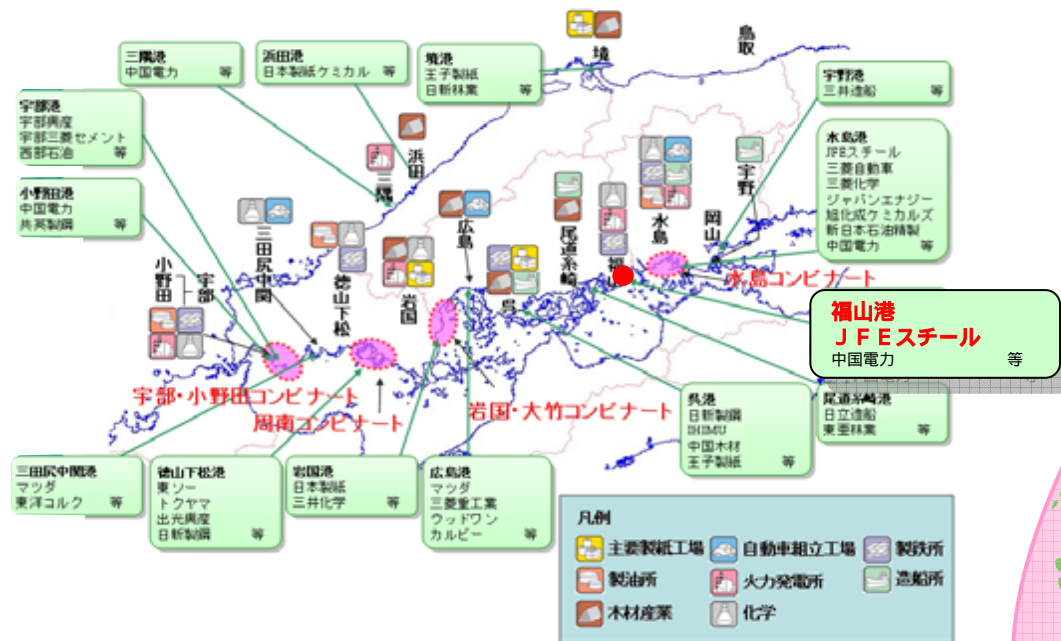 鳥取
境
三隅港
中国電力 等
浜田港
日本製紙ケミカル 等
境港
王子製紙
日新林業 等
宇野港
三井造船 等
宇部港
宇部興産
宇部三菱セメント
西部石油 等
水島港
JFEスチール
三菱自動車
三菱化学
ジャパンエナジー
旭化成ケミカルズ
新日本石油精製
中国電力 等
小野田港
中国電力
共英製鋼 等
浜田
三隅
宇野
岡山
水島
福山
尾道糸崎
広島
呉
岩国
徳山下松
三田尻中関
宇部
小野田
水島コンビナート
福山港
JFEスチール
中国電力 等
宇部・小野田コンビナート
周南コンビナート
岩国・大竹コンビナート
呉港
日新製鋼
IHIMU
中国木材
王子製紙 等
尾道糸崎港
日立造船
東亜林業 等
三田尻中関港
マツダ
東洋コルク 等
徳山下松港
東ソー
トクヤマ
出光興産
日新製鋼 等
岩国港
日本製紙
三井化学 等
広島港
マツダ
三菱重工業
ウッドワン
カルビー 等
凡例
主要製紙工場 自動車組立工場 製鉄所
製油所 火力発電所 造船所
木材産業 化学